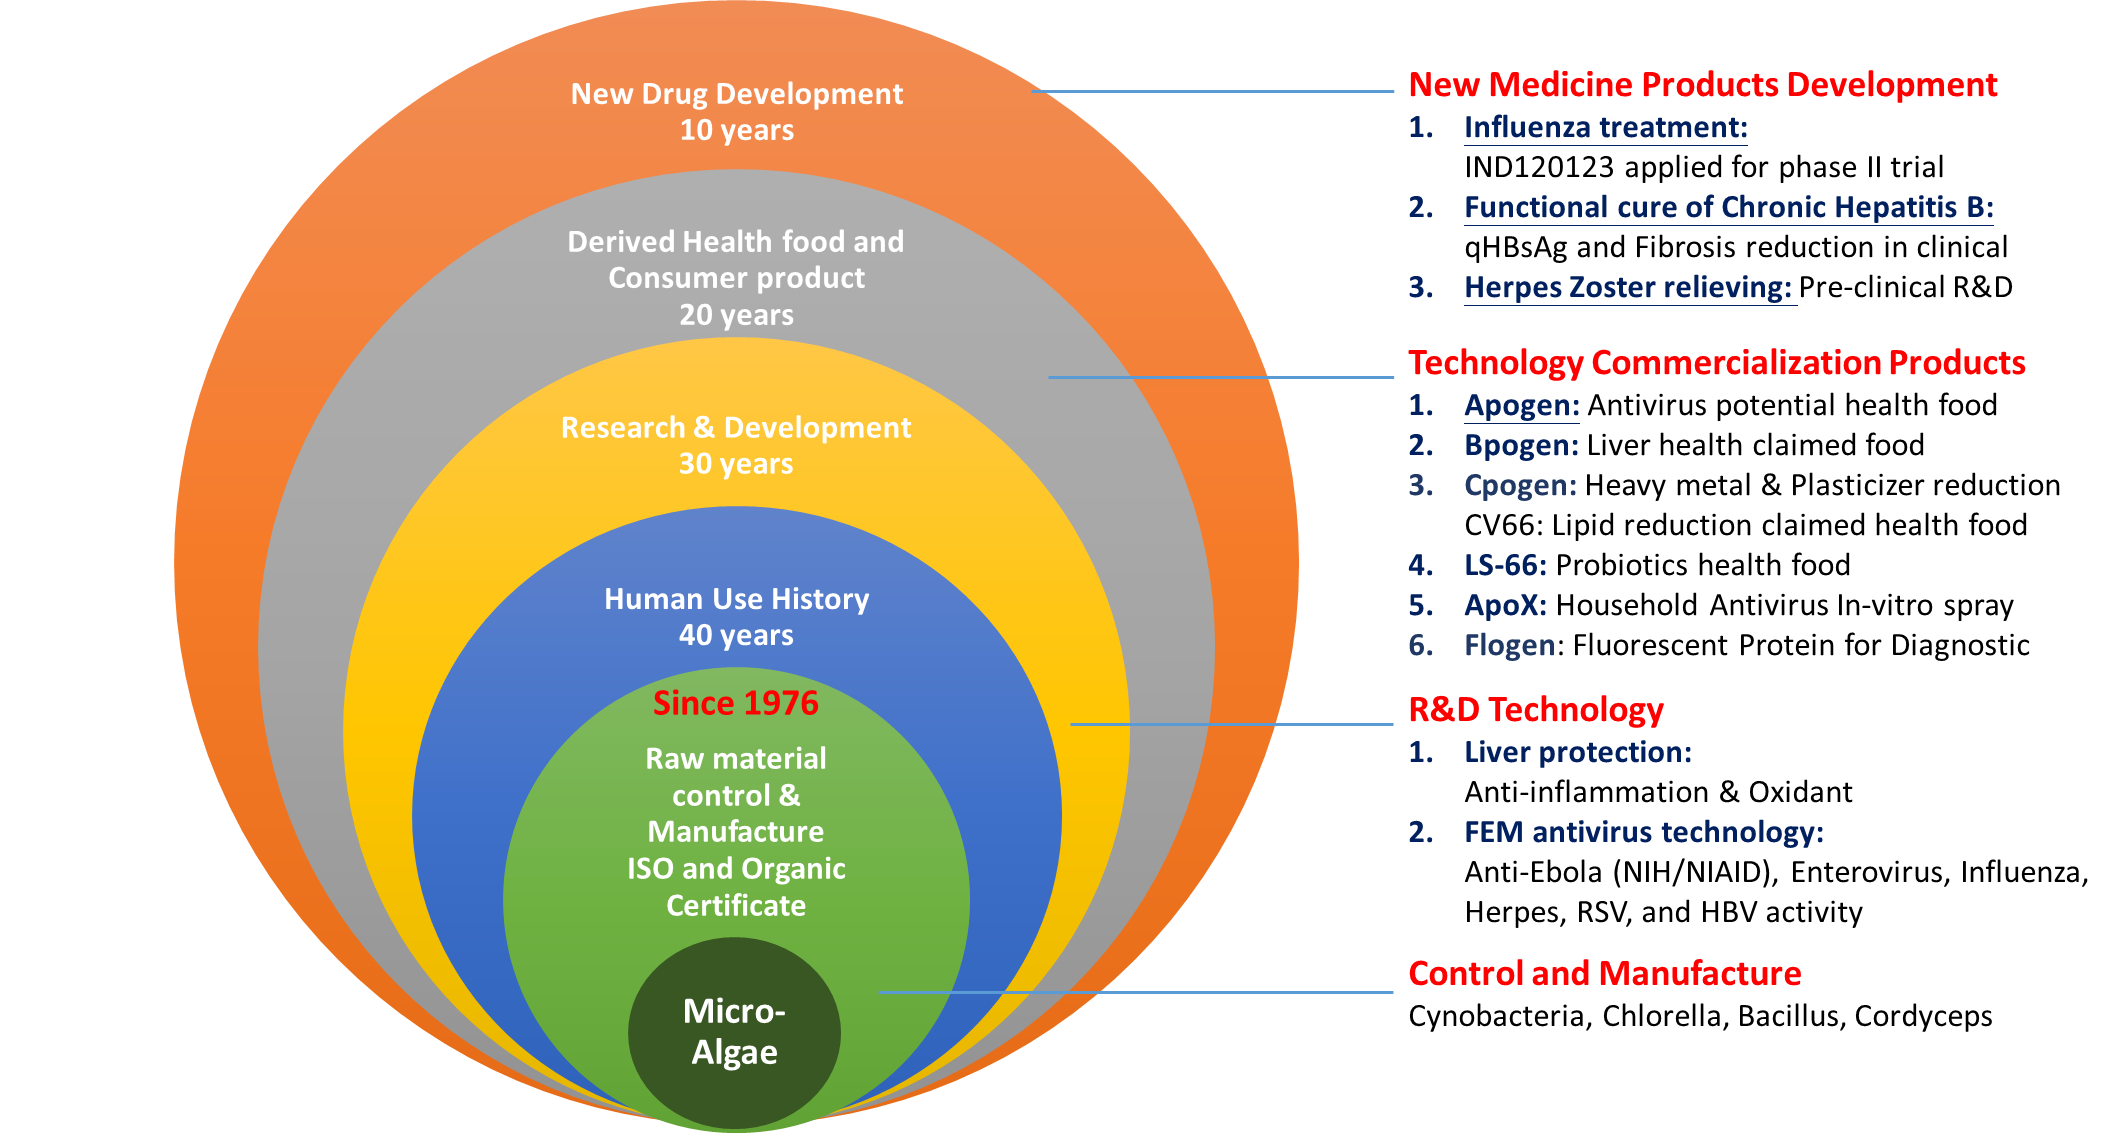 New Drug Development
10 years
Derived Health food and
Consumer product
20 years
Research & Development
30 years
Human Use History
40 years
Since 1976
Raw material
control &
Manufacture
ISO and Organic
Certificate
Micro-
Algae
New Medicine Products Development
1. Influenza treatment:
IND120123 applied for phase II trial
2. Functional cure of Chronic Hepatitis B:
qHBsAg and Fibrosis reduction in clinical
3. Herpes Zoster relieving: Pre-clinical R&D
Technology Commercialization Products
1. Apogen: Antivirus potential health food
2. Bpogen: Liver health claimed food
3. Cpogen: Heavy metal & Plasticizer reduction
CV66: Lipid reduction claimed health food
4. LS-66: Probiotics health food
5. ApoX: Household Antivirus In-vitro spray
6. Flogen: Fluorescent Protein for Diagnostic
R&D Technology
1. Liver protection:
Anti-inflammation & Oxidant
2. FEM antivirus technology:
Anti-Ebola (NIH/NIAID), Enterovirus, Influenza,
Herpes, RSV, and HBV activity
Control and Manufacture
Cynobacteria, Chlorella, Bacillus, Cordyceps